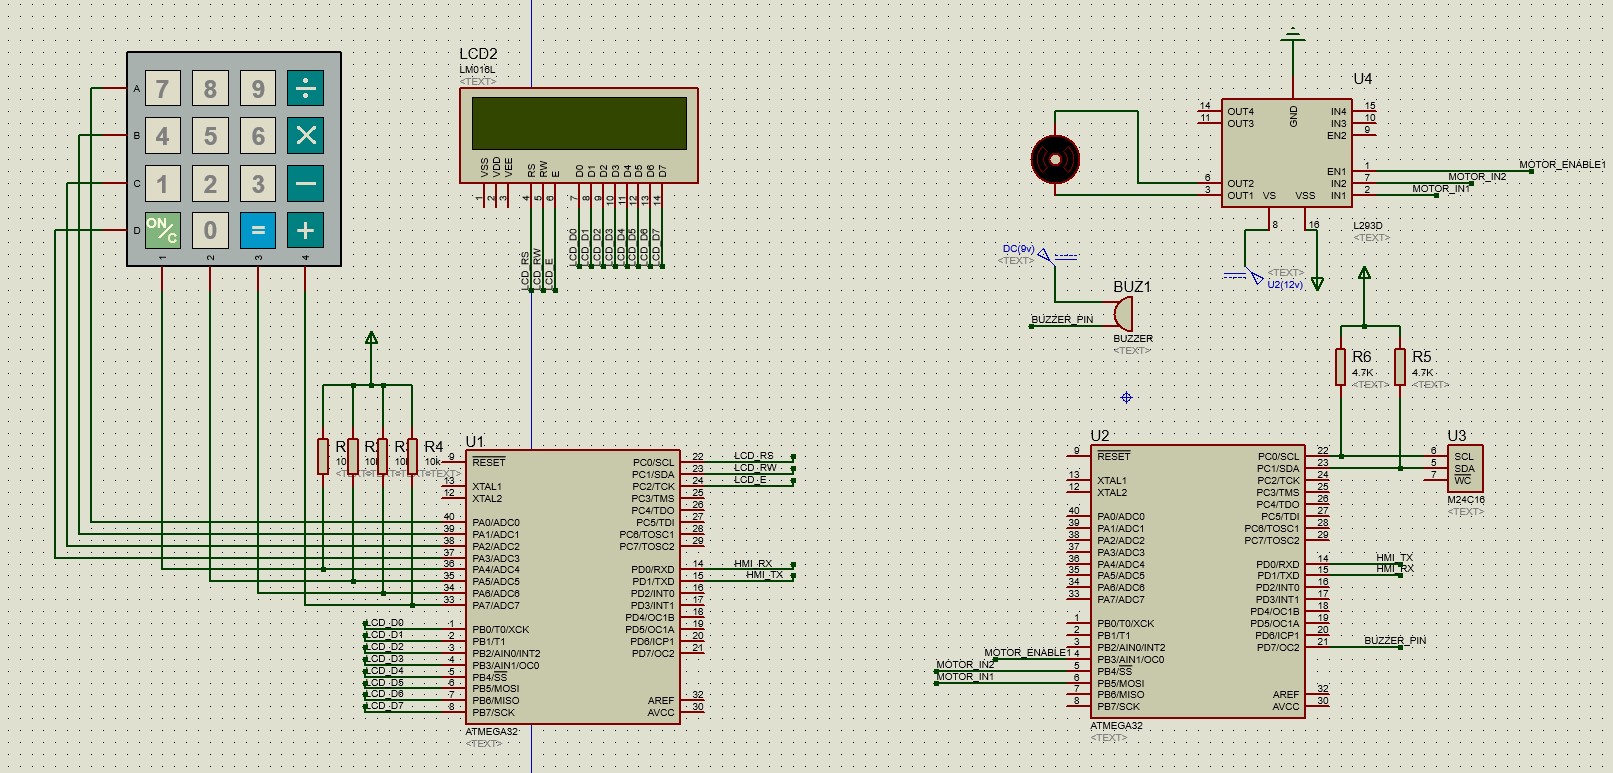 LCD2
LM016L
<TEXT>
7 8 9 ÷
4 5 6 ×
1 2 3 −
ON/C 0 = +
A
B
C
D
1 2 3 4
VSS VDD VEE RS RW E D0 D1 D2 D3 D4 D5 D6 D7
1 2 3 4 5 6 7 8 9 10 11 12 13 14
LCD_RS LCD_RW LCD_E LCD_D0 LCD_D1 LCD_D2 LCD_D3 LCD_D4 LCD_D5 LCD_D6 LCD_D7
U4
14 OUT4 IN4 15
11 OUT3 IN3 10
EN2 9
GND
EN1 1 MOTOR_ENABLE1
6 OUT2 IN2 7 MOTOR_IN2
3 OUT1 IN1 2 MOTOR_IN1
VS VSS
8 16
L293D
<TEXT>
DC(9v)
<TEXT>
<TEXT>
U2(12v)
BUZ1
BUZZER_PIN
BUZZER
<TEXT>
R6
4.7K
<TEXT>
R5
4.7K
<TEXT>
R4
10k
<TEXT>
U1
9 RESET PC0/SCL 22 LCD_RS
PC1/SDA 23 LCD_RW
13 XTAL1 PC2/TCK 24 LCD_E
12 XTAL2 PC3/TMS 25
PC4/TDO 26
40 PA0/ADC0 PC5/TDI 27
39 PA1/ADC1 PC6/TOSC1 28
38 PA2/ADC2 PC7/TOSC2 29
37 PA3/ADC3
36 PA4/ADC4 PD0/RXD 14 HMI_RX
35 PA5/ADC5 PD1/TXD 15 HMI_TX
34 PA6/ADC6 PD2/INT0 16
33 PA7/ADC7 PD3/INT1 17
PD4/OC1B 18
LCD_D0 1 PB0/T0/XCK PD5/OC1A 19
LCD_D1 2 PB1/T1 PD6/ICP1 20
LCD_D2 3 PB2/AIN0/INT2 PD7/OC2 21
LCD_D3 4 PB3/AIN1/OC0
LCD_D4 5 PB4/SS
LCD_D5 6 PB5/MOSI
LCD_D6 7 PB6/MISO AREF 32
LCD_D7 8 PB7/SCK AVCC 30
ATMEGA32
<TEXT>
U2
9 RESET PC0/SCL 22
PC1/SDA 23
13 XTAL1 PC2/TCK 24
12 XTAL2 PC3/TMS 25
PC4/TDO 26
40 PA0/ADC0 PC5/TDI 27
39 PA1/ADC1 PC6/TOSC1 28
38 PA2/ADC2 PC7/TOSC2 29
37 PA3/ADC3
36 PA4/ADC4 PD0/RXD 14 HMI_TX
35 PA5/ADC5 PD1/TXD 15 HMI_RX
34 PA6/ADC6 PD2/INT0 16
33 PA7/ADC7 PD3/INT1 17
PD4/OC1B 18
1 PB0/T0/XCK PD5/OC1A 19
2 PB1/T1 PD6/ICP1 20
3 PB2/AIN0/INT2 PD7/OC2 21 BUZZER_PIN
MOTOR_ENABLE1 4 PB3/AIN1/OC0
MOTOR_IN2 5 PB4/SS
MOTOR_IN1 6 PB5/MOSI
7 PB6/MISO AREF 32
8 PB7/SCK AVCC 30
ATMEGA32
<TEXT>
U3
6 SCL
5 SDA
7 WC
M24C16
<TEXT>